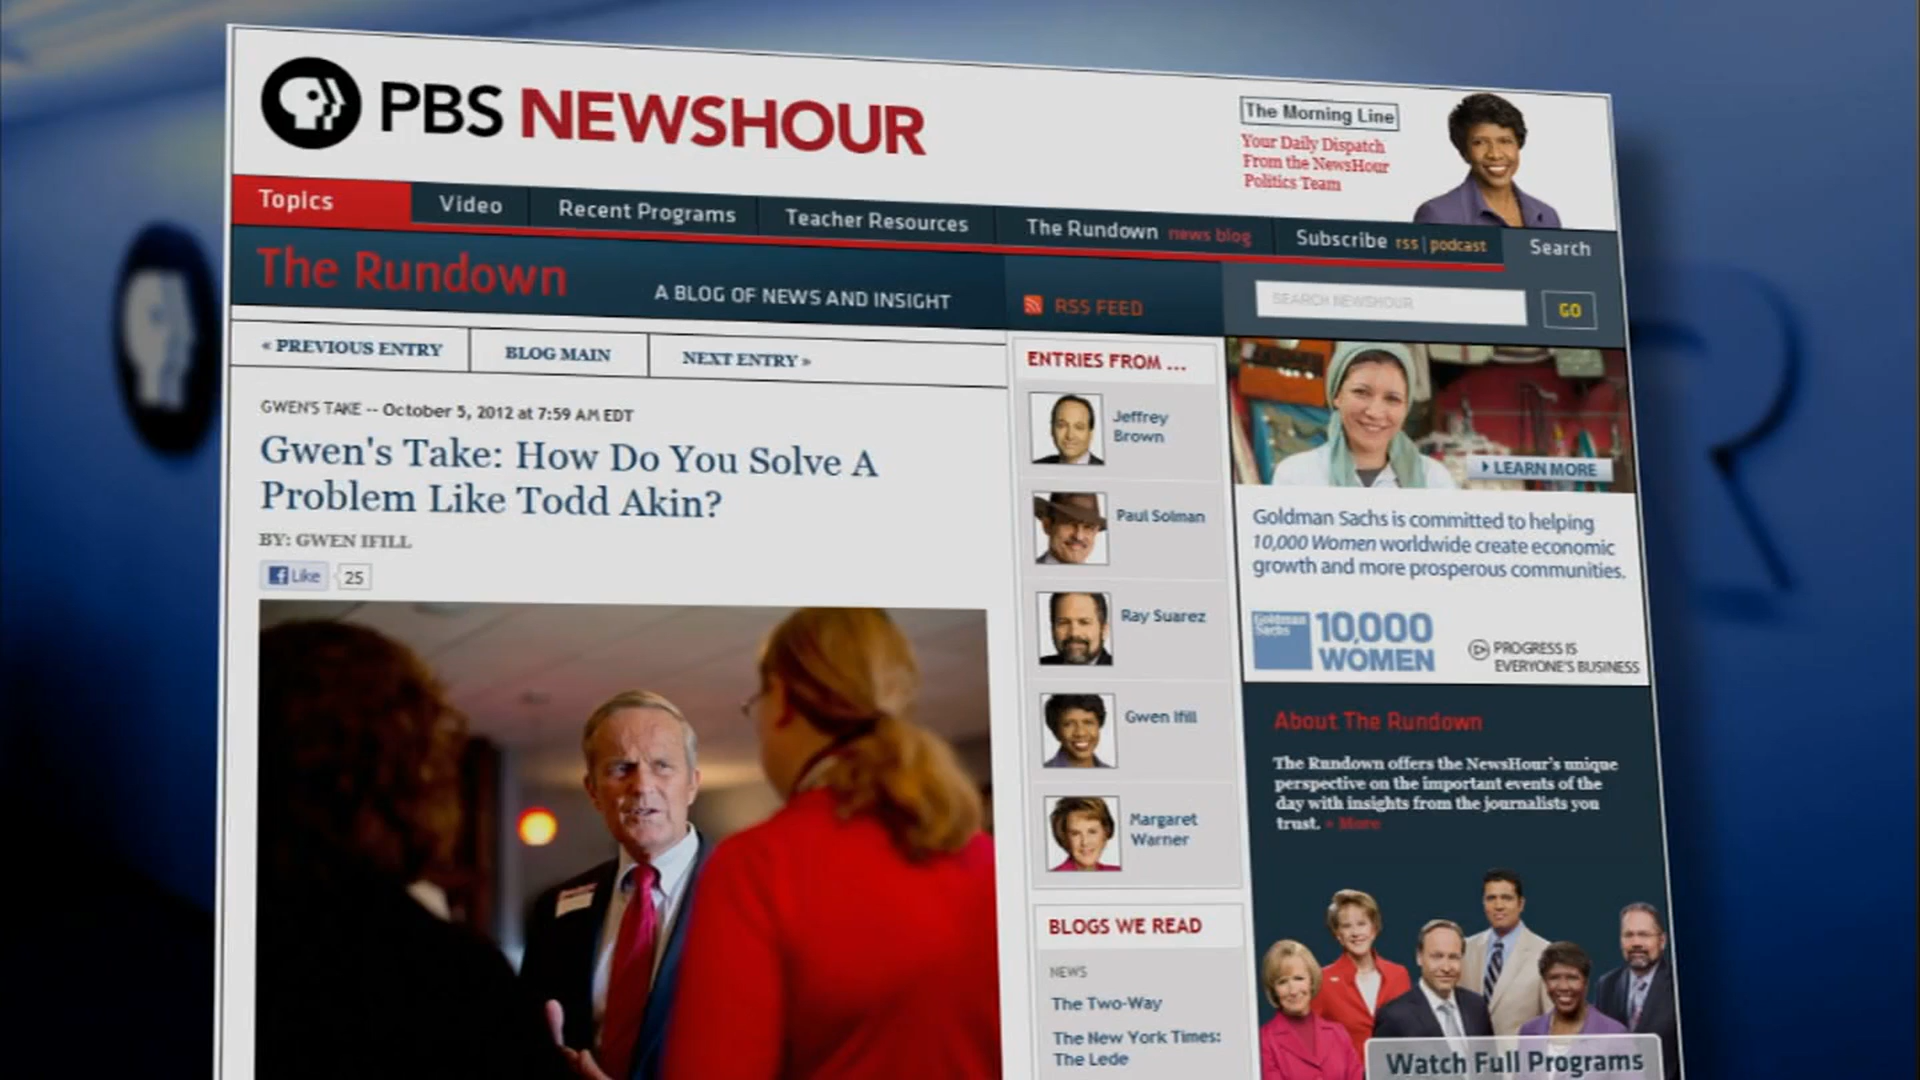 PBS NEWSHOUR
The Morning Line
Your Daily Dispatch
From the NewsHour
Politics Team
Topics
Video
Recent Programs
Teacher Resources
The Rundown news blog
Subscribe rss | podcast
Search
The Rundown
A BLOG OF NEWS AND INSIGHT
RSS FEED
SEARCH NEWSHOUR
GO
« PREVIOUS ENTRY
BLOG MAIN
NEXT ENTRY »
GWEN'S TAKE -- October 5, 2012 at 7:59 AM EDT
Gwen's Take: How Do You Solve A
Problem Like Todd Akin?
BY: GWEN IFILL
Like 25
ENTRIES FROM ...
Jeffrey
Brown
Paul Solman
Ray Suarez
Gwen Ifill
Margaret
Warner
BLOGS WE READ
NEWS
The Two-Way
The New York Times:
The Lede
LEARN MORE
Goldman Sachs is committed to helping
10,000 Women worldwide create economic
growth and more prosperous communities.
Goldman
Sachs
10,000
WOMEN
PROGRESS IS
EVERYONE'S BUSINESS
About The Rundown
The Rundown offers the NewsHour's unique
perspective on the important events of the
day with insights from the journalists you
trust. » More
Watch Full Programs
R